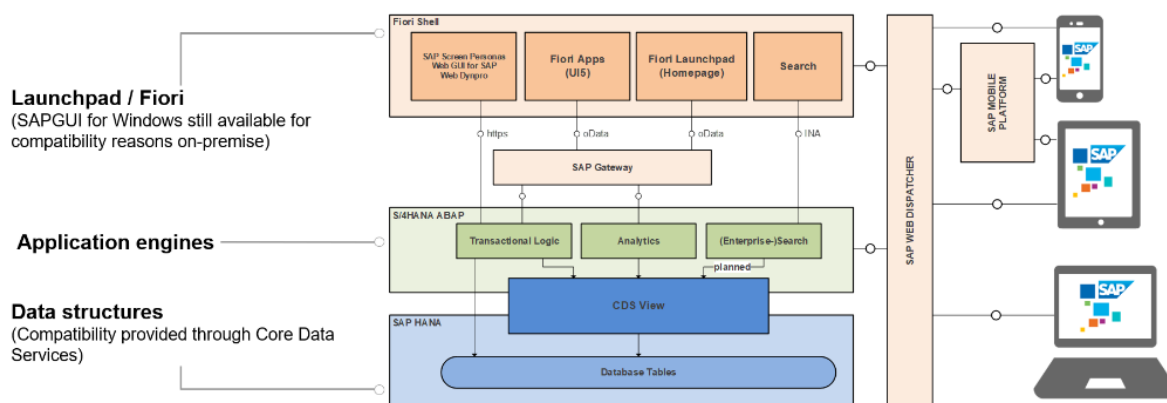 Fiori Shell
SAP Screen Personas
Web GUI for SAP
Web Dynpro
Fiori Apps
(UI5)
Fiori Launchpad
(Homepage)
Search
Launchpad / Fiori
(SAPGUI for Windows still available for
compatibility reasons on-premise)
https
oData
oData
INA
SAP Gateway
S/4HANA ABAP
Application engines
Transactional Logic
Analytics
(Enterprise-)Search
planned
CDS View
Data structures
(Compatibility provided through Core Data
Services)
SAP HANA
Database Tables
SAP WEB DISPATCHER
SAP MOBILE
PLATFORM
SAP
SAP
SAP